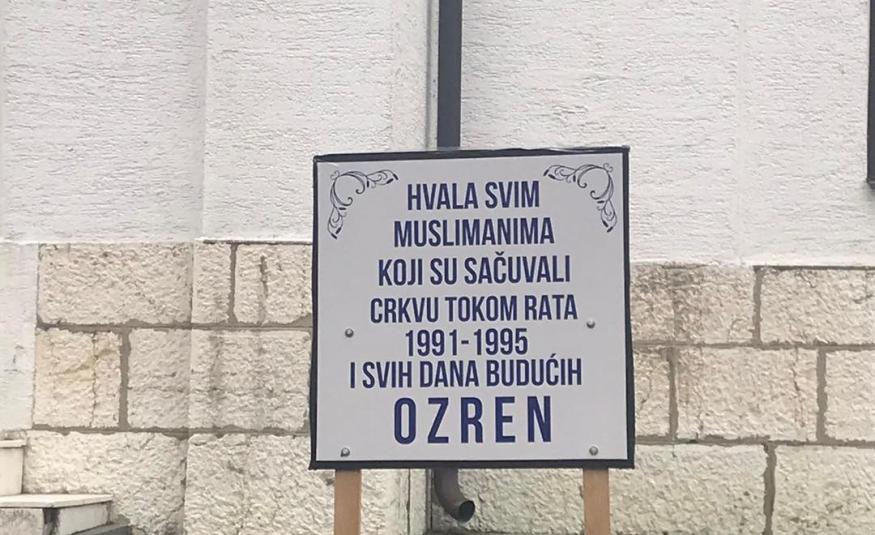 HVALA SVIM
MUSLIMANIMA
KOJI SU SAČUVALI
CRKVU TOKOM RATA
1991-1995
I SVIH DANA BUDUĆIH
OZREN